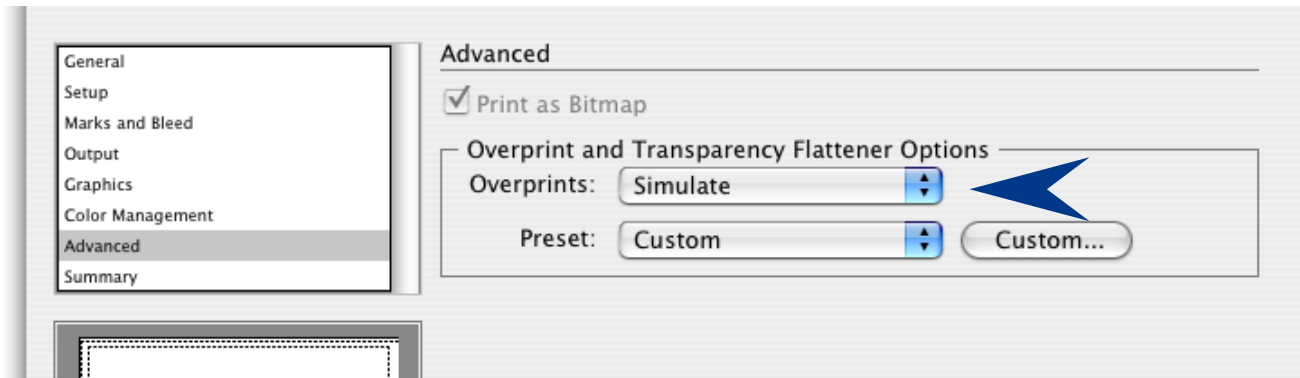 General
Setup
Marks and Bleed
Output
Graphics
Color Management
Advanced
Summary
Advanced
Print as Bitmap
Overprint and Transparency Flattener Options
Overprints: Simulate
Preset: Custom Custom...